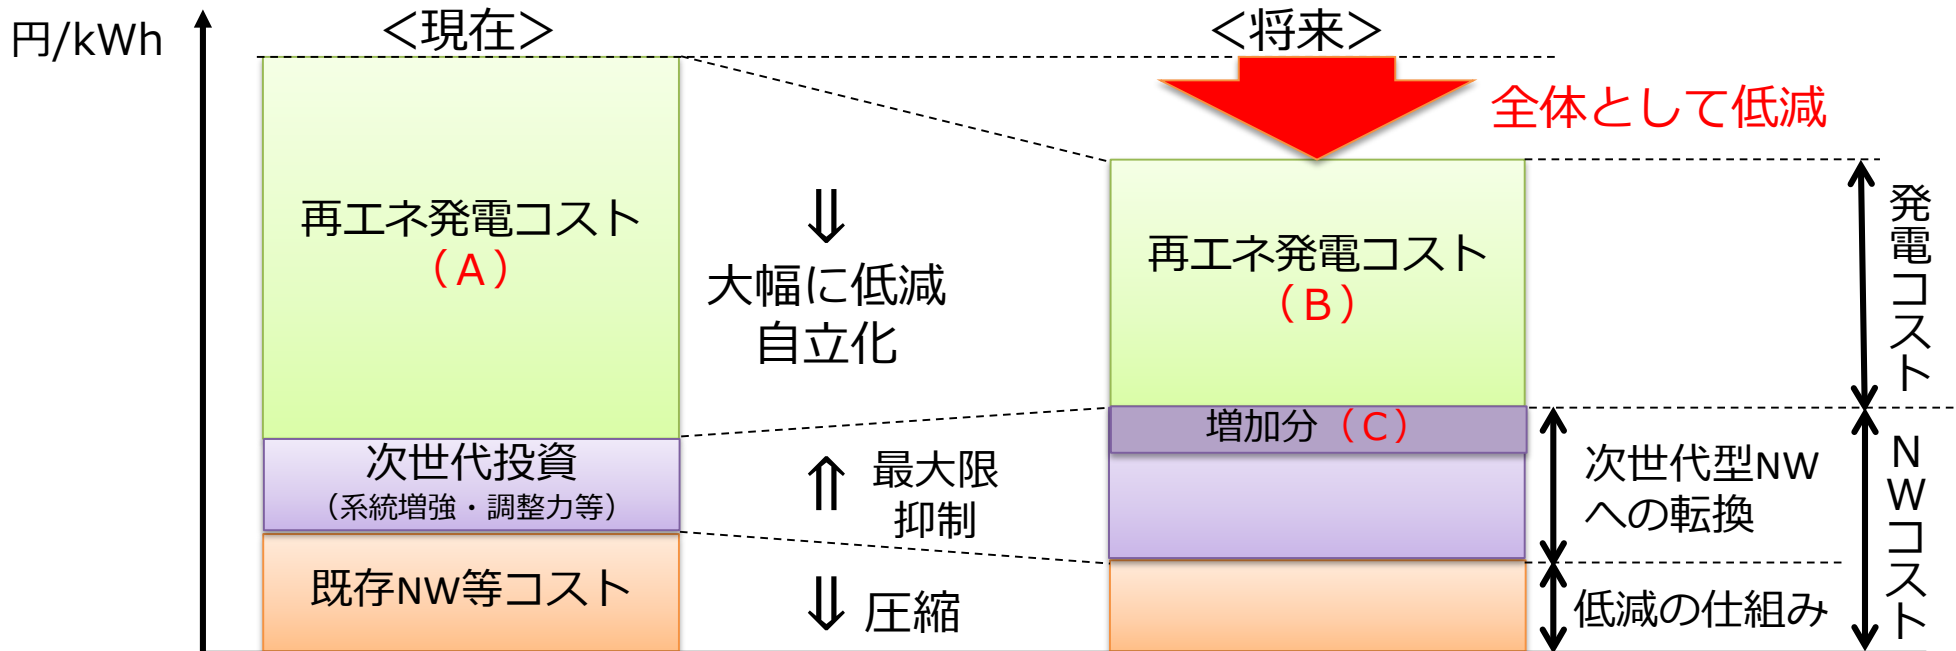 円/kWh
＜現在＞
＜将来＞
全体として低減
再エネ発電コスト
（A）
⇓
大幅に低減
自立化
再エネ発電コスト
（B）
発電コスト
次世代投資
（系統増強・調整力等）
⇑ 最大限
抑制
増加分（C）
次世代型NW
への転換
NWコスト
既存NW等コスト
⇓ 圧縮
低減の仕組み